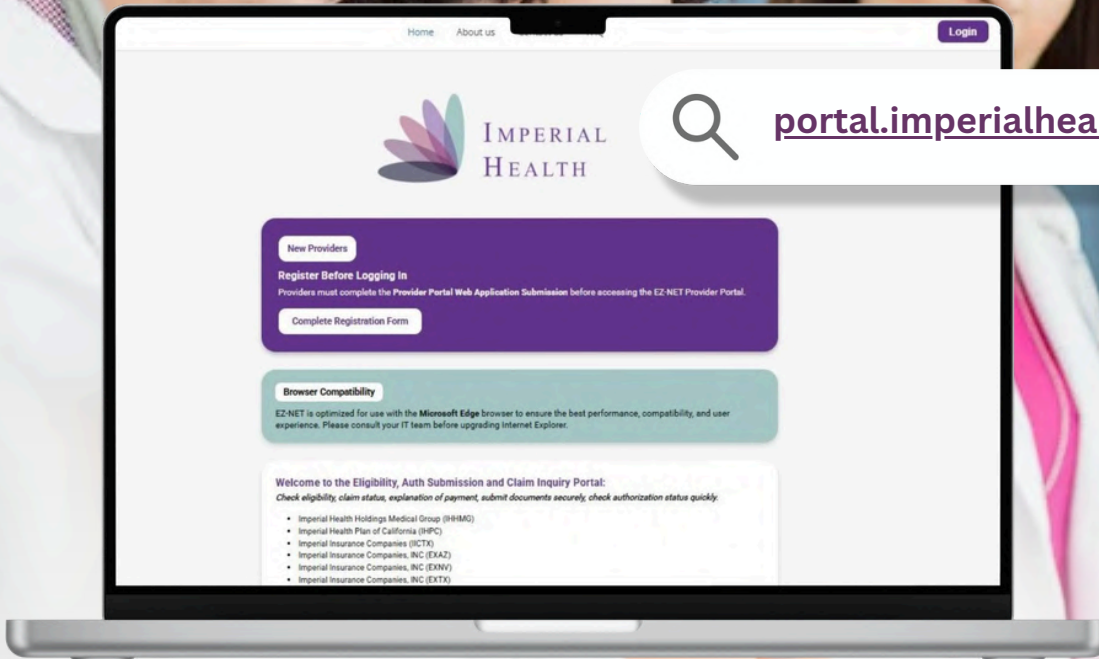 Home About us
Login
portal.imperialhea
IMPERIAL
HEALTH
New Providers
Register Before Logging In
Providers must complete the Provider Portal Web Application Submission before accessing the EZ-NET Provider Portal.
Complete Registration Form
Browser Compatibility
EZ-NET is optimized for use with the Microsoft Edge browser to ensure the best performance, compatibility, and user
experience. Please consult your IT team before upgrading Internet Explorer.
Welcome to the Eligibility, Auth Submission and Claim Inquiry Portal:
Check eligibility, claim status, explanation of payment, submit documents securely, check authorization status quickly.
• Imperial Health Holdings Medical Group (IHHMG)
• Imperial Health Plan of California (IHPC)
• Imperial Insurance Companies (IICTX)
• Imperial Insurance Companies, INC (EXAZ)
• Imperial Insurance Companies, INC (EXNV)
• Imperial Insurance Companies, INC (EXTX)